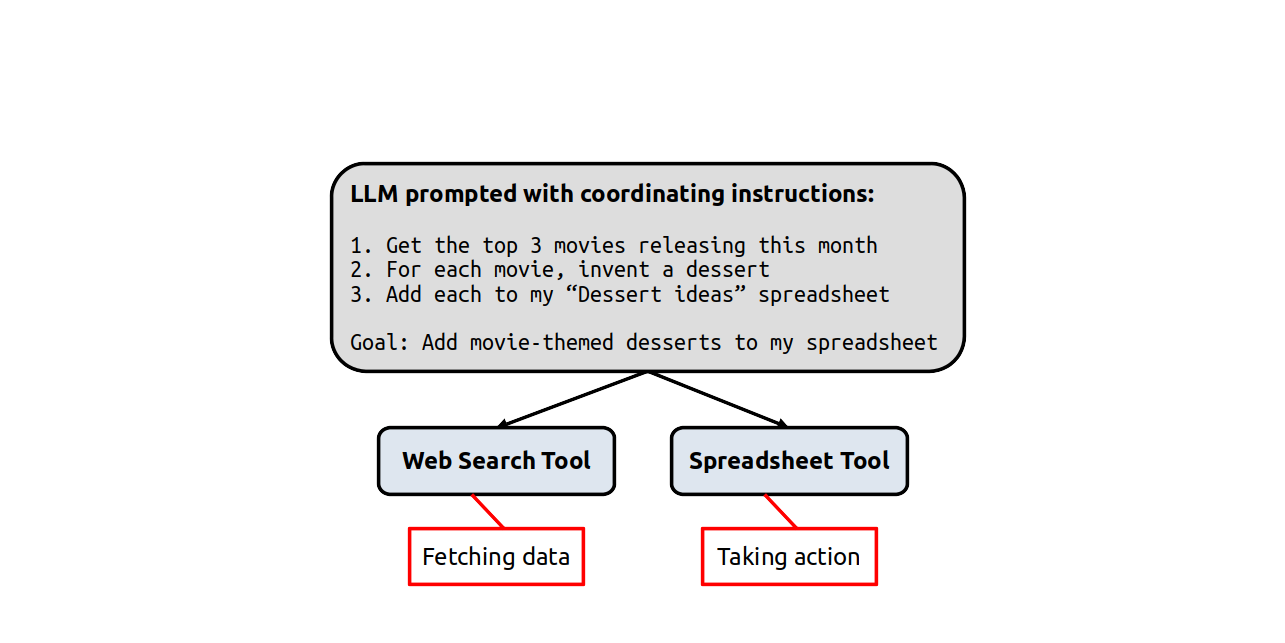 LLM prompted with coordinating instructions:
1. Get the top 3 movies releasing this month
2. For each movie, invent a dessert
3. Add each to my “Dessert ideas” spreadsheet
Goal: Add movie-themed desserts to my spreadsheet
Web Search Tool
Spreadsheet Tool
Fetching data
Taking action